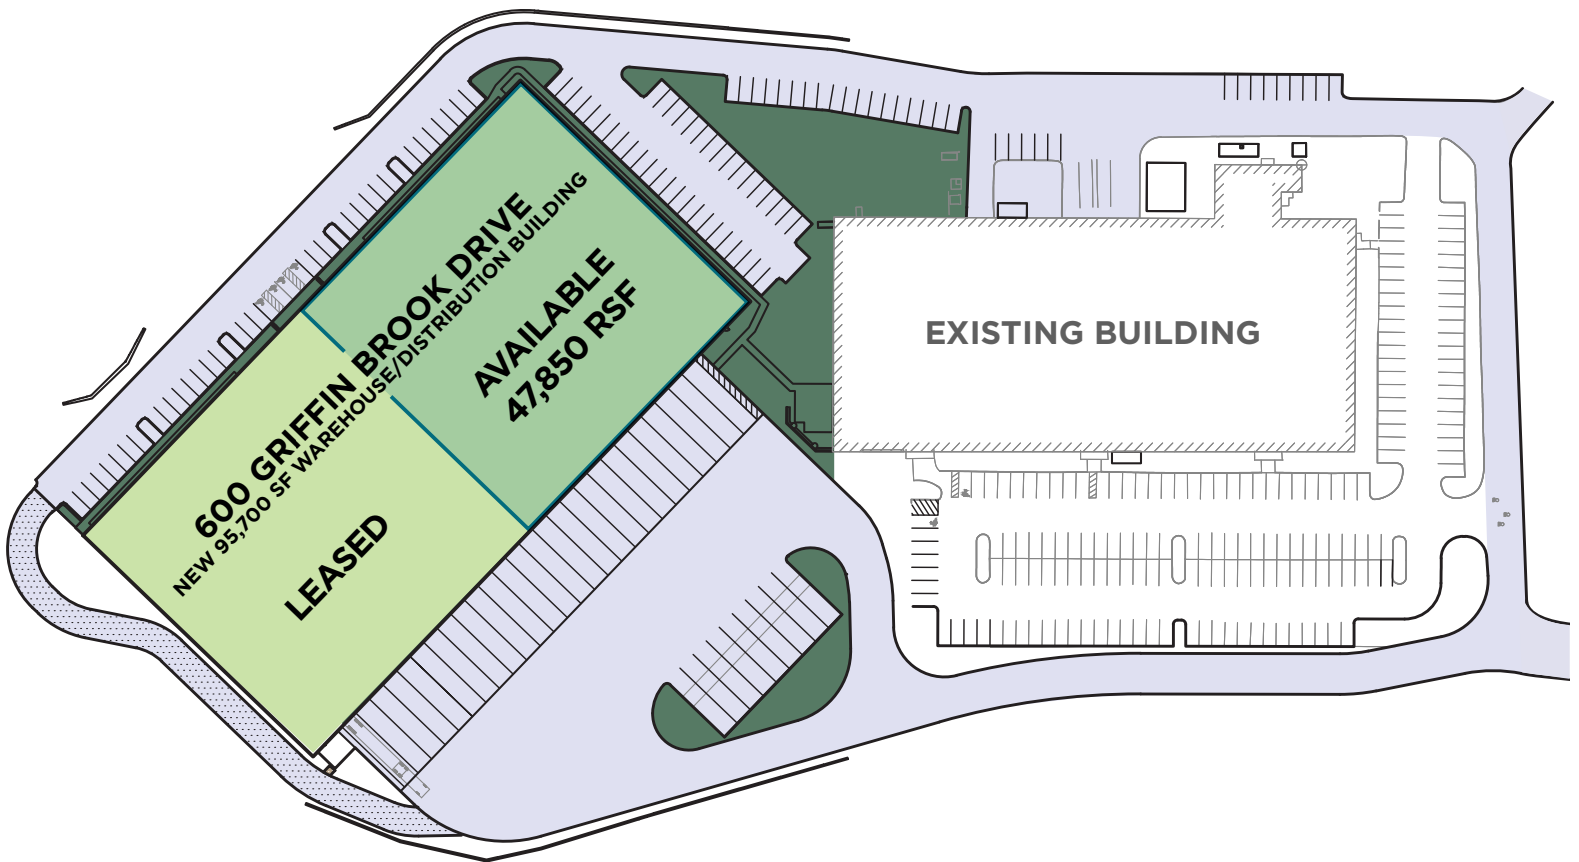 600 GRIFFIN BROOK DRIVE
NEW 95,700 SF WAREHOUSE/DISTRIBUTION BUILDING
AVAILABLE
47,850 RSF
LEASED
EXISTING BUILDING